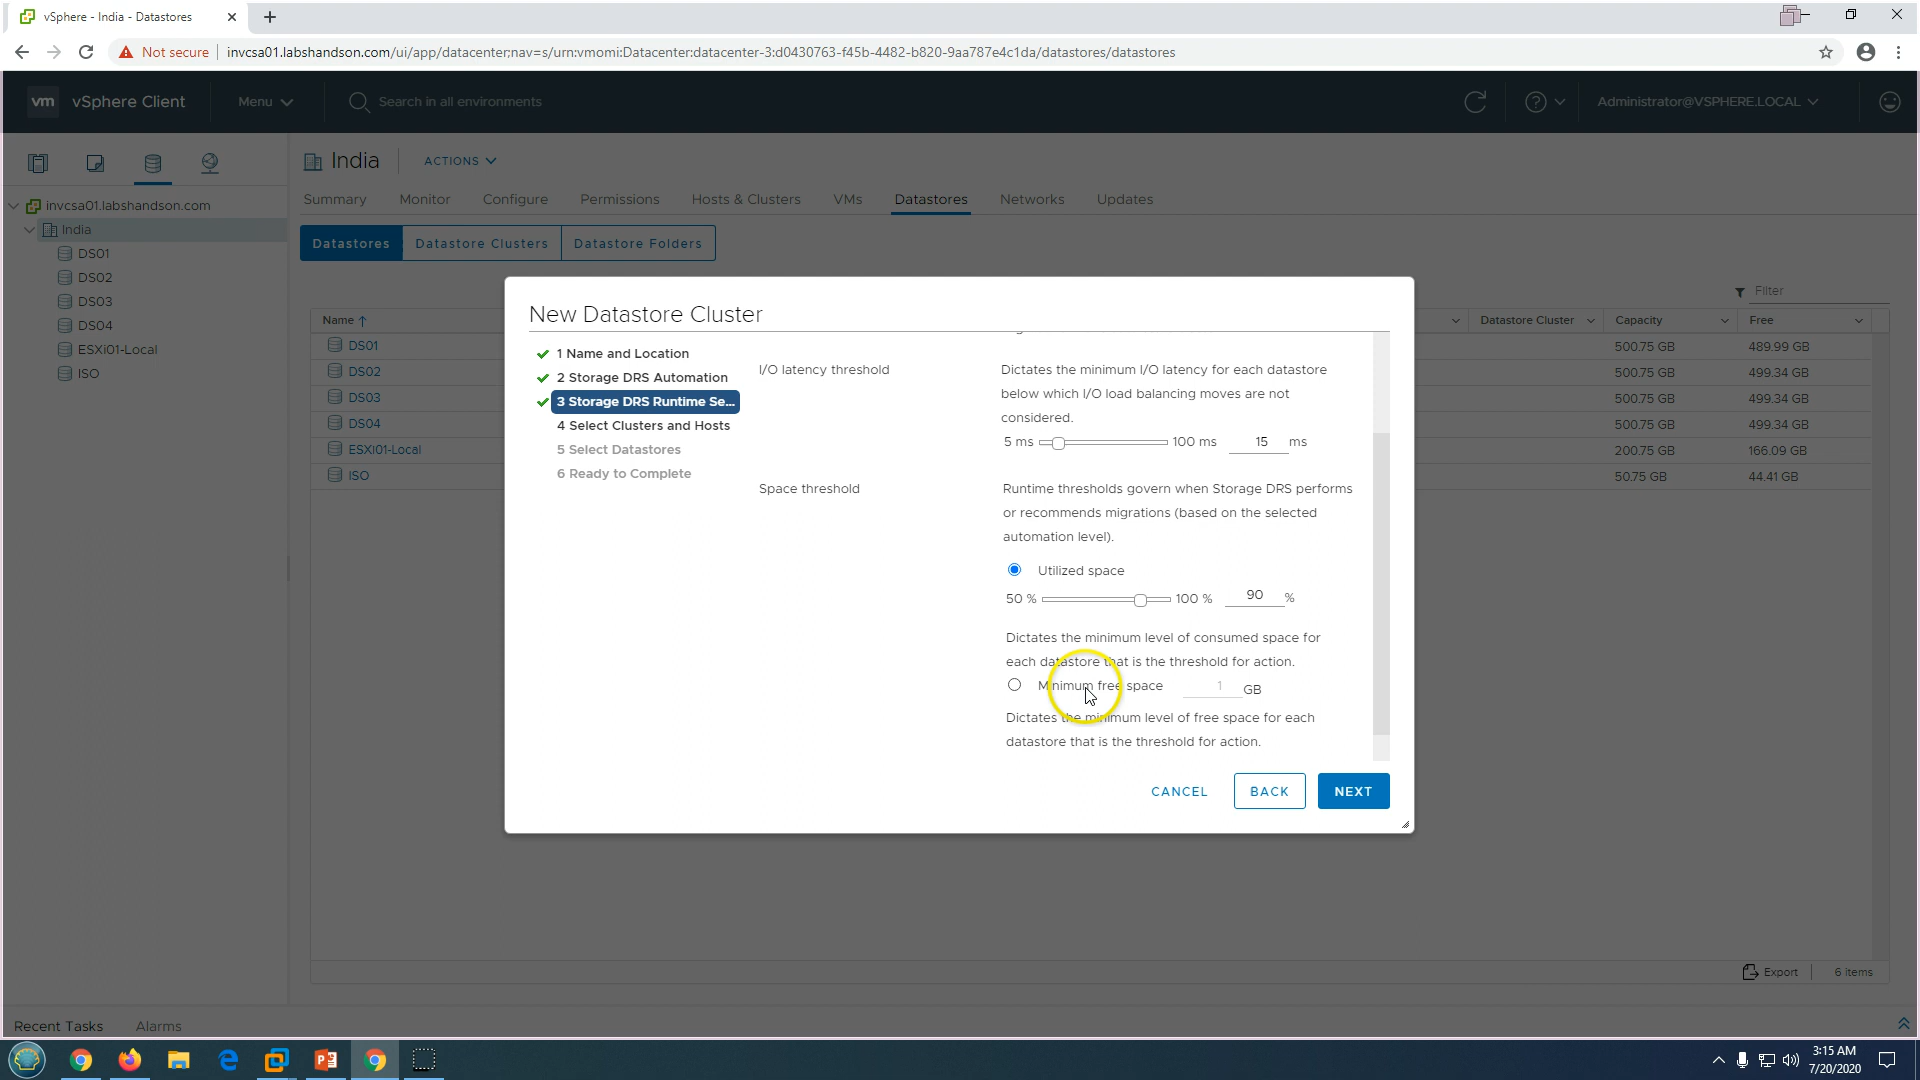 vSphere - India - Datastores
Not secure
invcsa01.labshandson.com/ui/app/datacenter;nav=s/urn:vmomi:Datacenter:datacenter-3:d0430763-f45b-4482-b820-9aa787e4c1da/datastores/datastores
vm vSphere Client Menu Search in all environments Administrator@VSPHERE.LOCAL
India ACTIONS
Summary Monitor Configure Permissions Hosts & Clusters VMs Datastores Networks Updates
invcsa01.labshandson.com
India
DS01
DS02
DS03
DS04
ESXi01-Local
ISO
Datastores Datastore Clusters Datastore Folders
Filter
Name Datastore Cluster Capacity Free
DS01 500.75 GB 489.99 GB
DS02 500.75 GB 499.34 GB
DS03 500.75 GB 499.34 GB
DS04 500.75 GB 499.34 GB
ESXi01-Local 200.75 GB 166.09 GB
ISO 50.75 GB 44.41 GB
New Datastore Cluster
1 Name and Location
2 Storage DRS Automation
3 Storage DRS Runtime Se...
4 Select Clusters and Hosts
5 Select Datastores
6 Ready to Complete
I/O latency threshold
Dictates the minimum I/O latency for each datastore
below which I/O load balancing moves are not
considered.
5 ms 100 ms 15 ms
Space threshold
Runtime thresholds govern when Storage DRS performs
or recommends migrations (based on the selected
automation level).
Utilized space
50 % 100 % 90 %
Dictates the minimum level of consumed space for
each datastore that is the threshold for action.
Minimum free space 1 GB
Dictates the minimum level of free space for each
datastore that is the threshold for action.
CANCEL BACK NEXT
Export 6 items
Recent Tasks Alarms
3:15 AM
7/20/2020